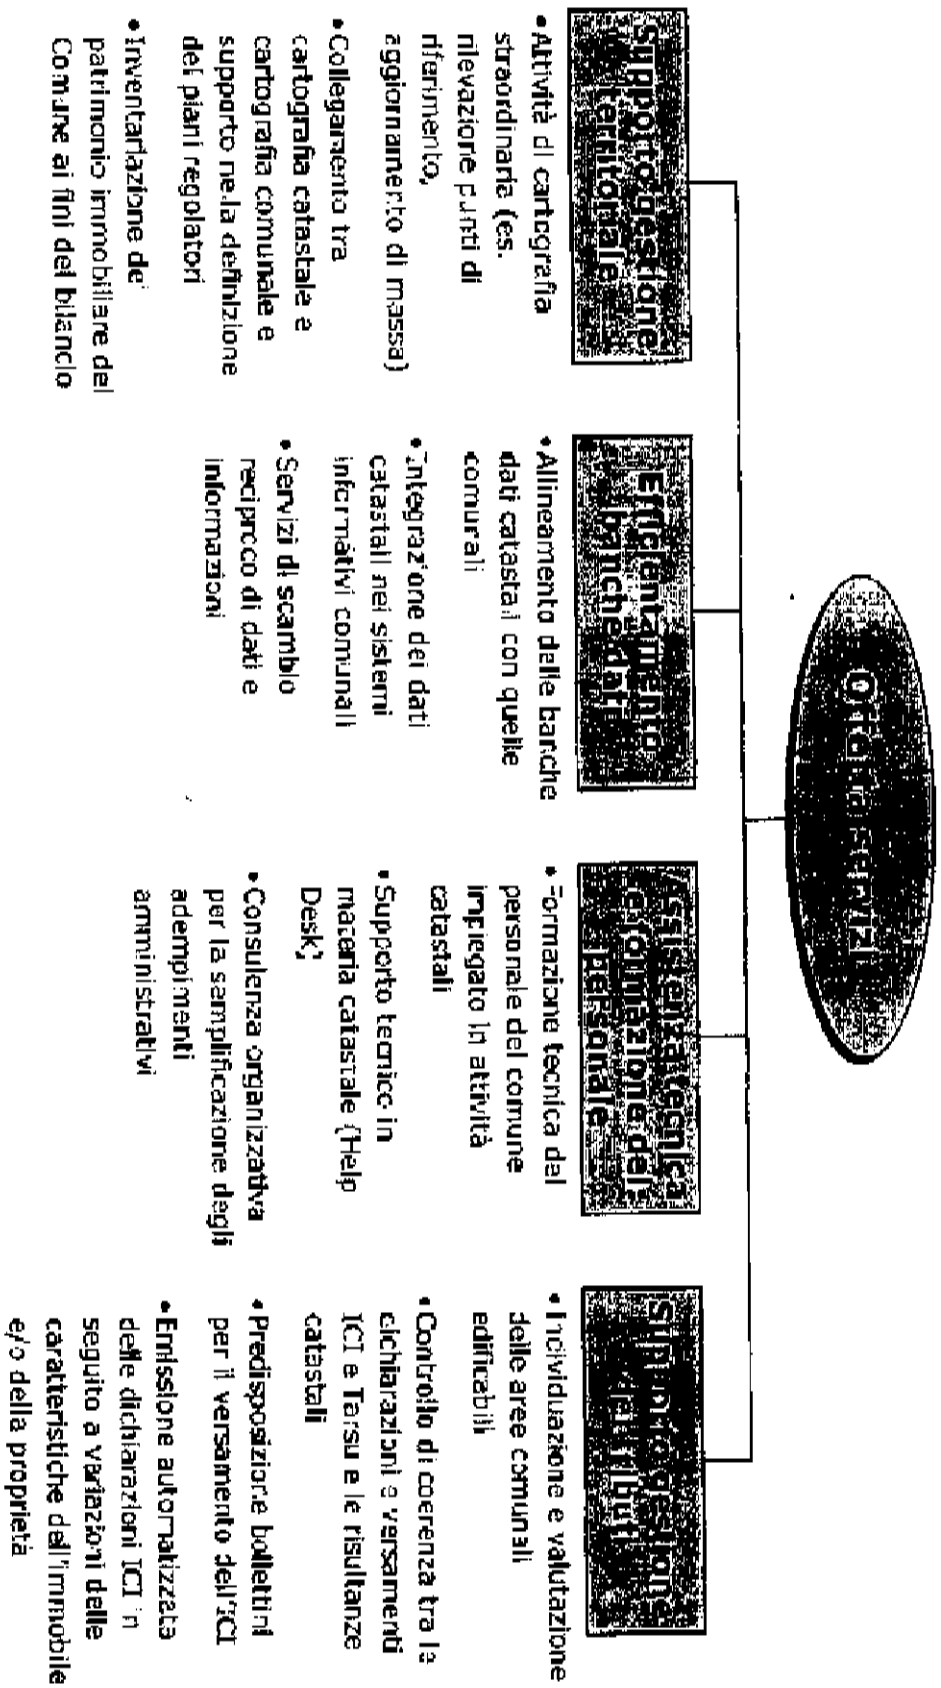 Offerta servizi
Supporto gestione
territoriale
• Attività di cartografia
straordinaria (es.
rilevazione punti di
riferimento,
aggiornamento di massa)
• Collegamento tra
cartografia catastale e
cartografia comunale e
supporto nella definizione
dei piani regolatori
• Inventariazione del
patrimonio immobiliare del
Comune ai fini del bilancio
Efficientamento
banche dati
• Allineamento delle banche
dati catastali con quelle
comunali
• Integrazione dei dati
catastali nei sistemi
informativi comunali
• Servizi di scambio
reciproco di dati e
informazioni
Assistenza tecnica
e formazione del
personale
• Formazione tecnica del
personale del comune
impiegato in attività
catastali
• Supporto tecnico in
materia catastale (Help
Desk)
• Consulenza organizzativa
per la semplificazione degli
adempimenti
amministrativi
Supporto gestione
tributi
• Individuazione e valutazione
delle aree comunali
edificabili
• Controllo di coerenza tra le
dichiarazioni e versamenti
ICI e Tarsu e le risultanze
catastali
• Predisposizione bollettini
per il versamento dell'ICI
• Emissione automatizzata
delle dichiarazioni ICI in
seguito a variazioni delle
caratteristiche dell'immobile
e/o della proprietà